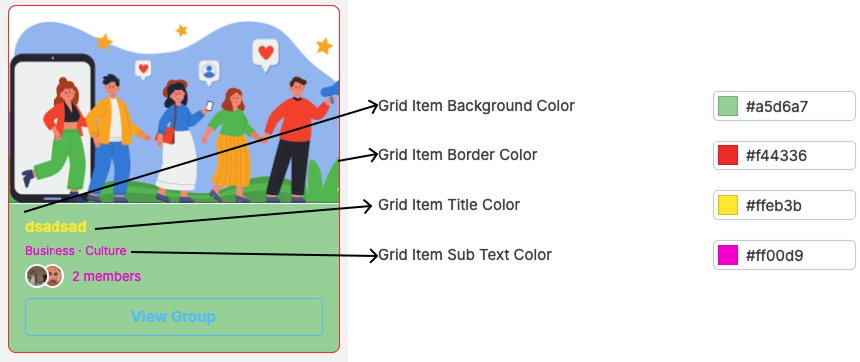 Grid Item Background Color #a5d6a7
Grid Item Border Color #f44336
Grid Item Title Color #ffeb3b
dsadsad
Business · Culture
Grid Item Sub Text Color #ff00d9
2 members
View Group